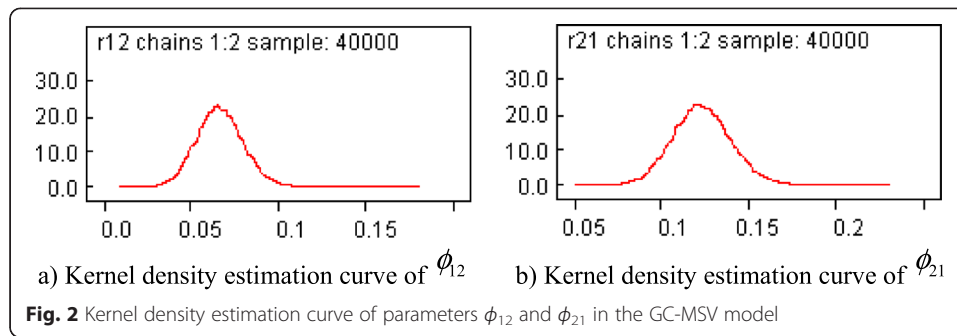 r12 chains 1:2 sample: 40000
30.0
20.0
10.0
0.0
0.0 0.05 0.1 0.15
a) Kernel density estimation curve of ϕ12
r21 chains 1:2 sample: 40000
30.0
20.0
10.0
0.0
0.05 0.1 0.15 0.2
b) Kernel density estimation curve of ϕ21
Fig. 2 Kernel density estimation curve of parameters ϕ12 and ϕ21 in the GC-MSV model